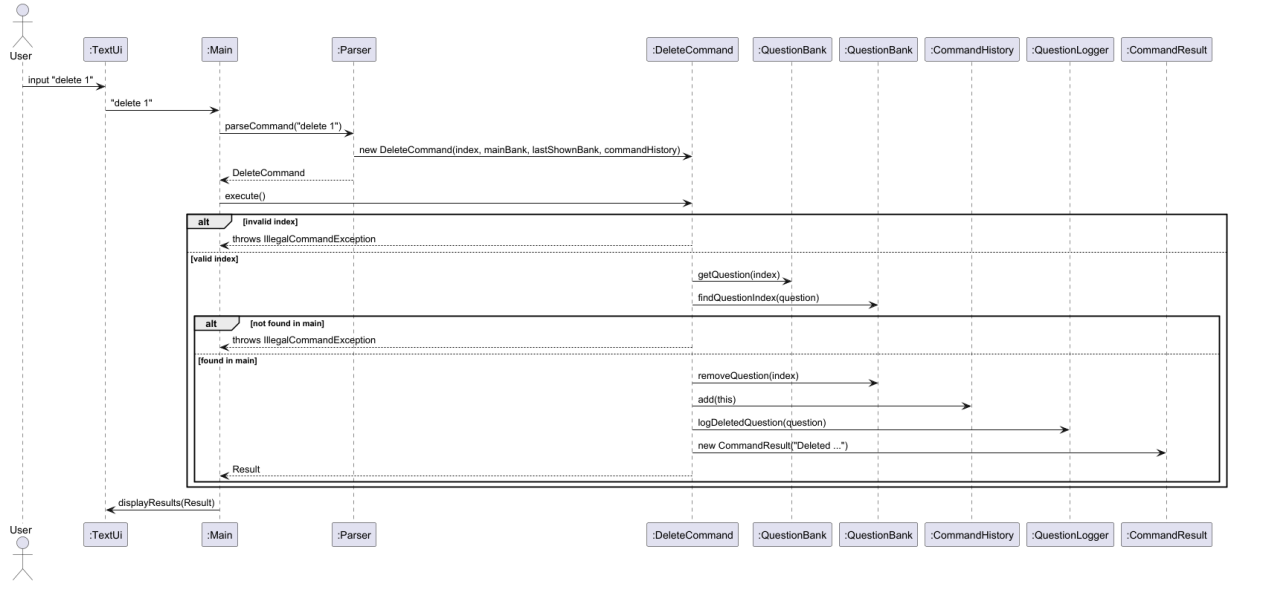 User
:TextUi
:Main
:Parser
:DeleteCommand
:QuestionBank
:QuestionBank
:CommandHistory
:QuestionLogger
:CommandResult
input "delete 1"
"delete 1"
parseCommand("delete 1")
new DeleteCommand(index, mainBank, lastShownBank, commandHistory)
DeleteCommand
execute()
alt
[invalid index]
throws IllegalCommandException
[valid index]
getQuestion(index)
findQuestionIndex(question)
alt
[not found in main]
throws IllegalCommandException
[found in main]
removeQuestion(index)
add(this)
logDeletedQuestion(question)
new CommandResult("Deleted ...")
Result
displayResults(Result)
User
:TextUi
:Main
:Parser
:DeleteCommand
:QuestionBank
:QuestionBank
:CommandHistory
:QuestionLogger
:CommandResult